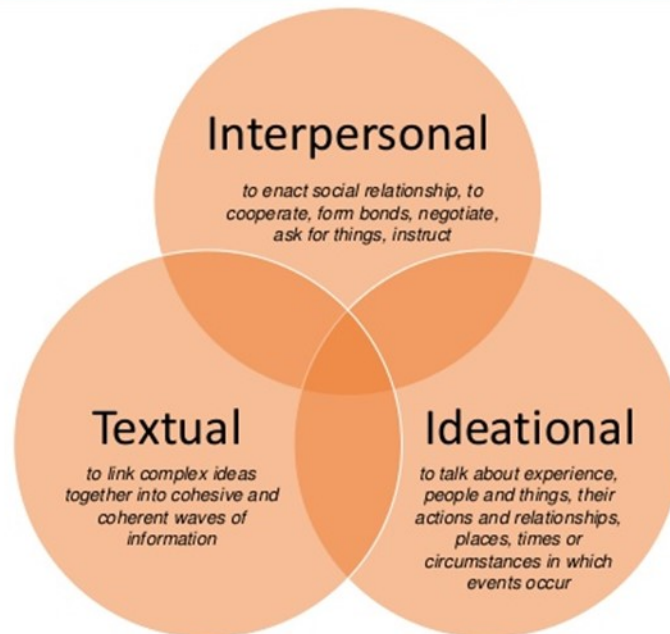 Interpersonal
to enact social relationship, to
cooperate, form bonds, negotiate,
ask for things, instruct
Textual
to link complex ideas
together into cohesive and
coherent waves of
information
Ideational
to talk about experience,
people and things, their
actions and relationships,
places, times or
circumstances in which
events occur